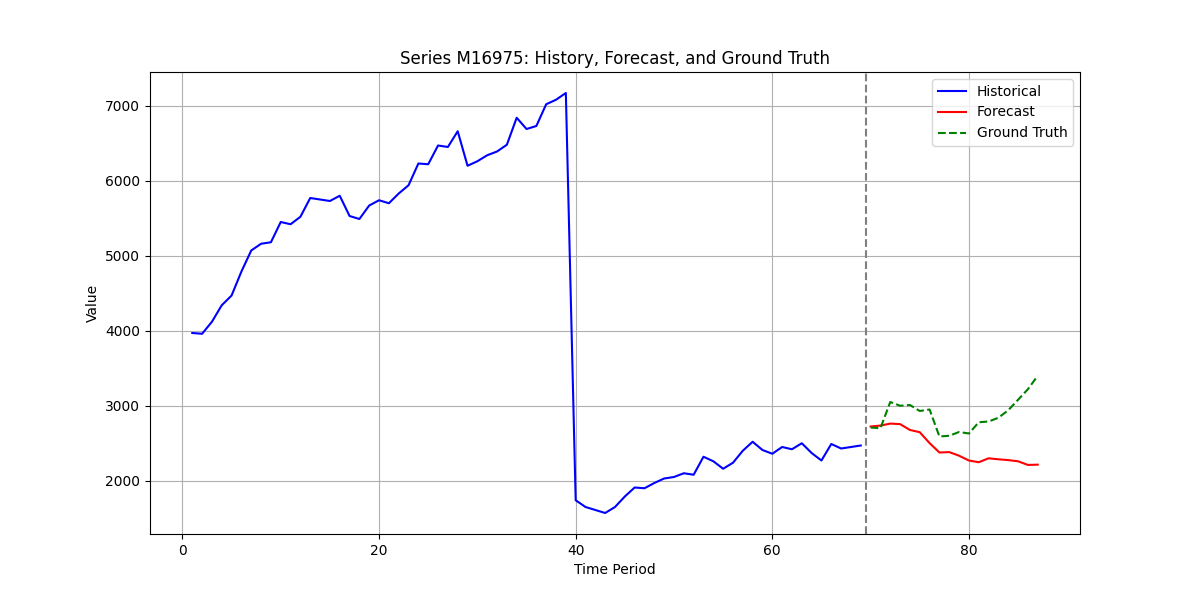 Series M16975: History, Forecast, and Ground Truth
Historical
Forecast
Ground Truth
Value
7000
6000
5000
4000
3000
2000
0 20 40 60 80
Time Period